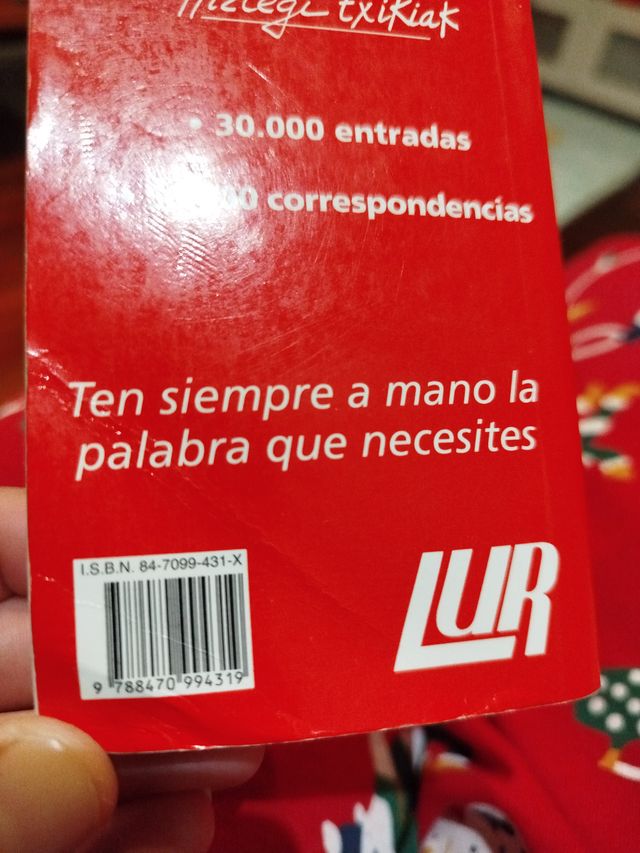 Hiztegi txikiak
• 30.000 entradas
correspondencias
Ten siempre a mano la
palabra que necesites
I.S.B.N. 84-7099-431-X
9 788470 994319
LUR